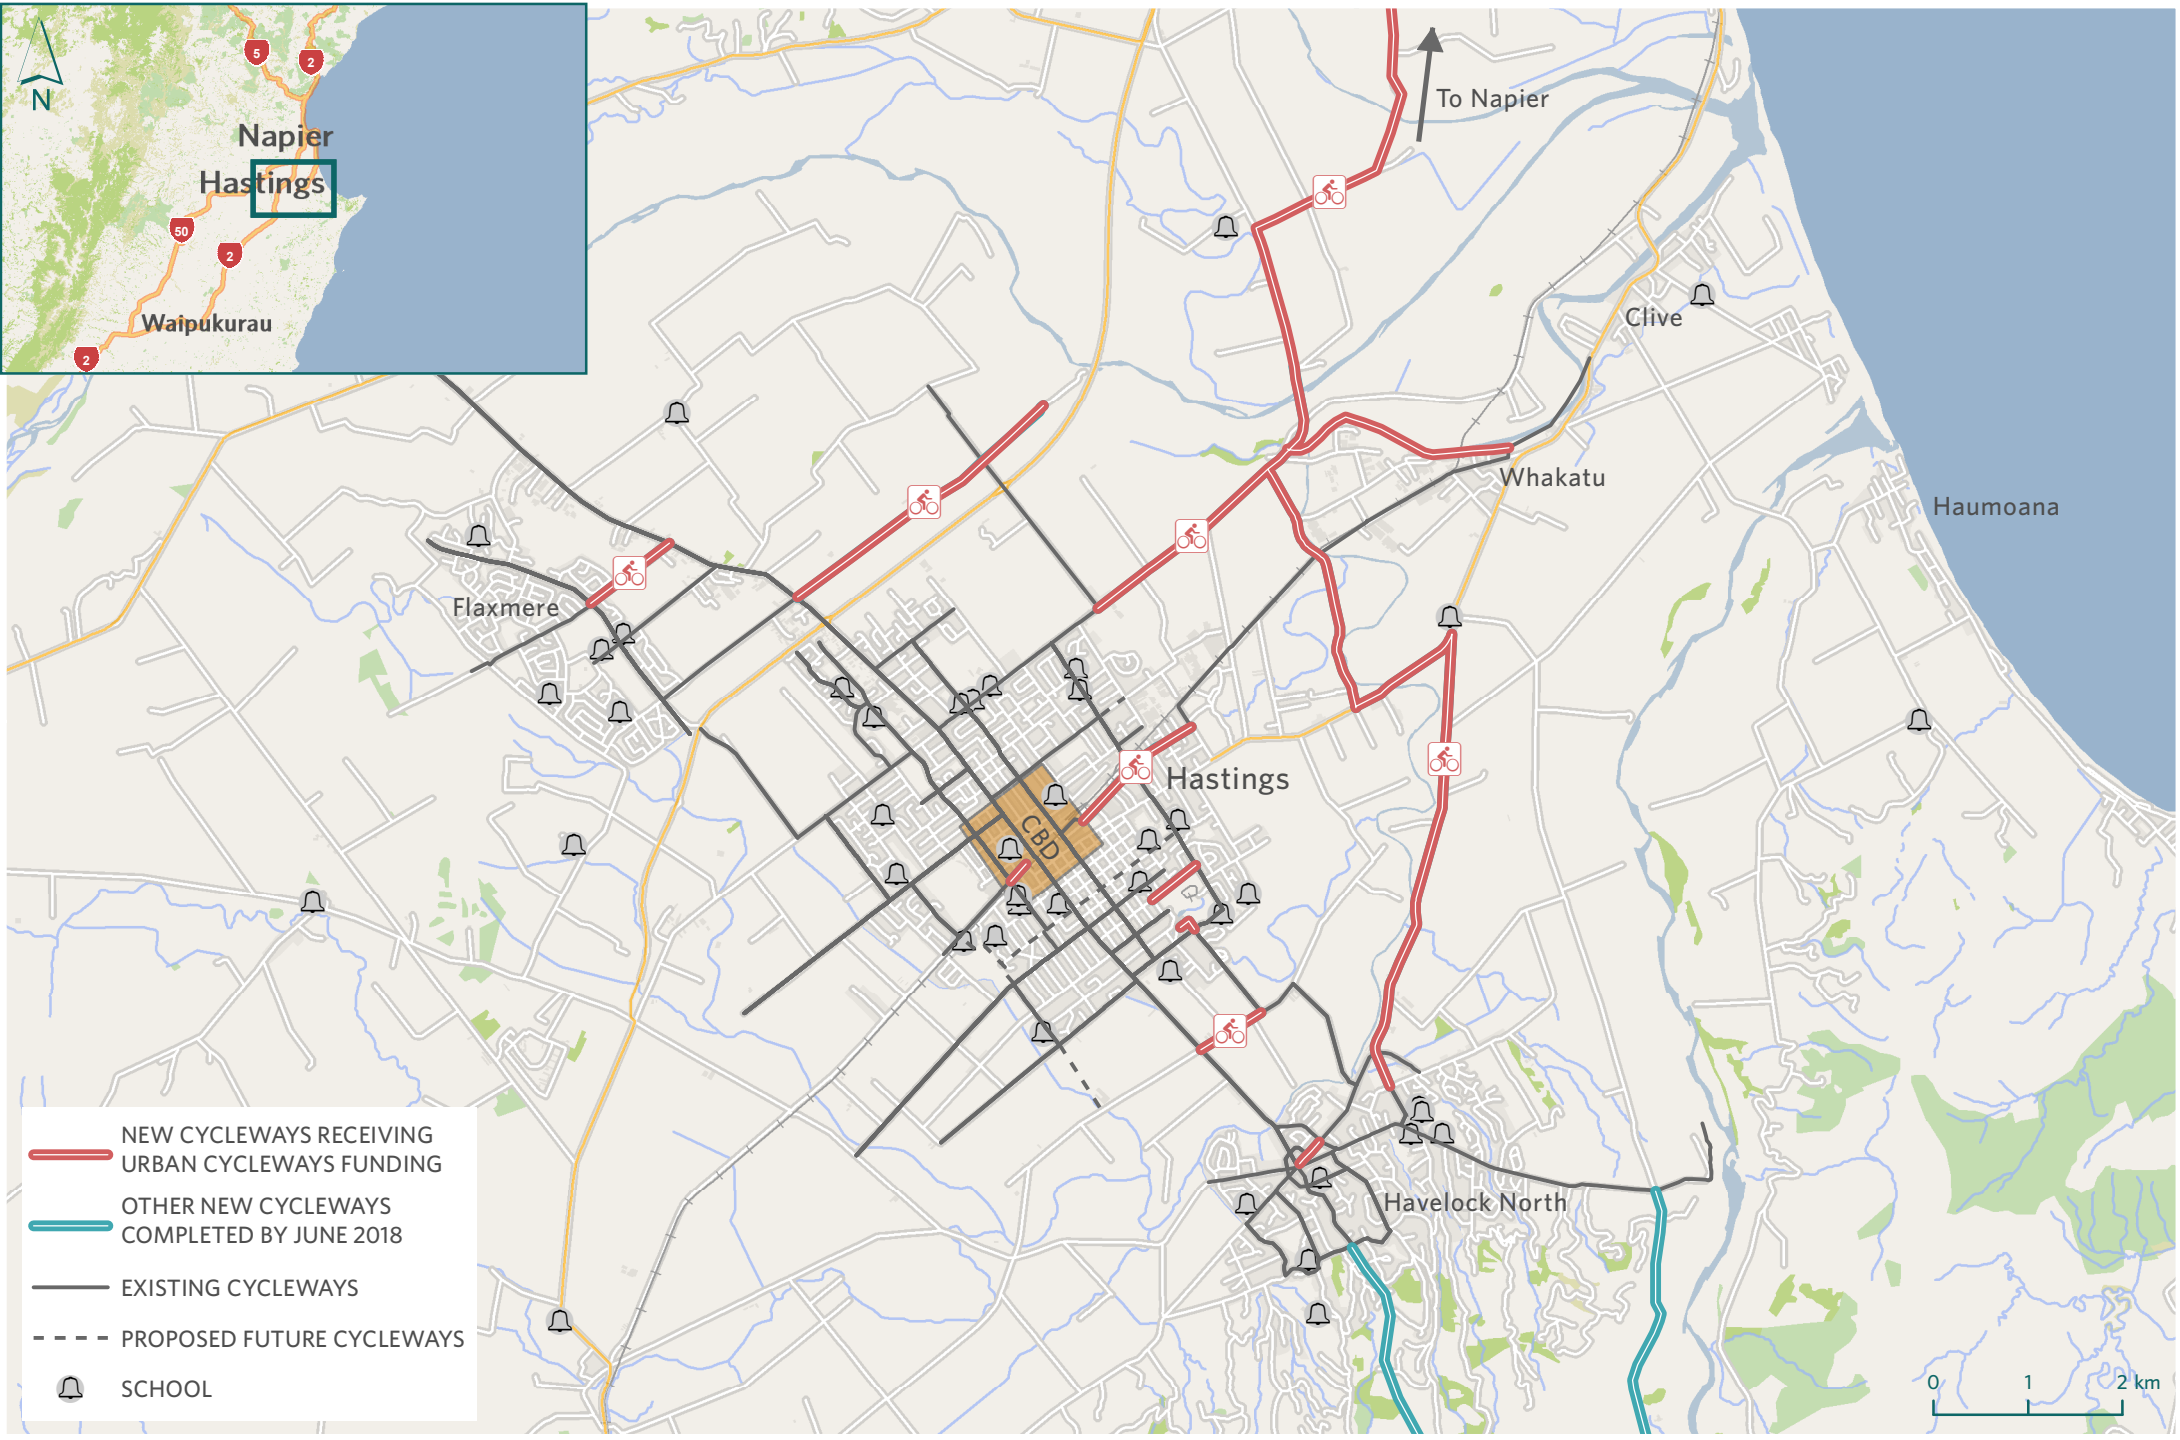 N
5
2
Napier
Hastings
50
2
Waipukurau
2
To Napier
Clive
Whakatu
Haumoana
Flaxmere
Hastings
CBD
Havelock North
NEW CYCLEWAYS RECEIVING
URBAN CYCLEWAYS FUNDING
OTHER NEW CYCLEWAYS
COMPLETED BY JUNE 2018
EXISTING CYCLEWAYS
PROPOSED FUTURE CYCLEWAYS
SCHOOL
0 1 2 km